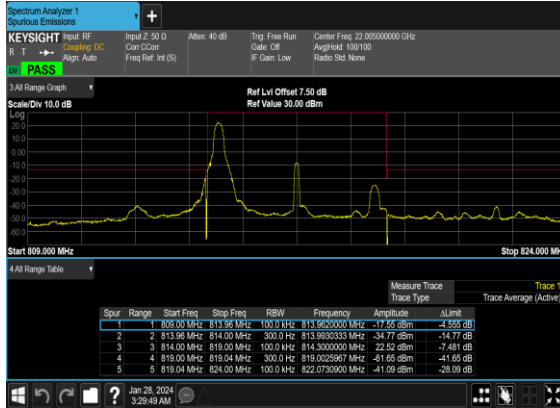 Spectrum Analyzer 1
Spurious Emissions
+
KEYSIGHT Input: RF Input Z: 50 Ω Atten: 40 dB Trig: Free Run Center Freq: 22.005000000 GHz
R T Coupling: DC Corr CCorr Gate: Off Avg|Hold: 100/100
Align: Auto Freq Ref: Int (S) IF Gain: Low Radio Std: None
PASS
3 All Range Graph
Ref Lvl Offset 7.50 dB
Scale/Div 10.0 dB Ref Value 30.00 dBm
Log
20.0
10.0
0.00
-10.0
-20.0
-30.0
-40.0
-50.0
-60.0
Start 809.000 MHz Stop 824.000 MH
4 All Range Table
Measure Trace Trace 1
Trace Type Trace Average (Active)
Spur Range Start Freq Stop Freq RBW Frequency Amplitude ΔLimit
1 1 809.00 MHz 813.96 MHz 100.0 kHz 813.9620000 MHz -17.55 dBm -4.555 dB
2 2 813.96 MHz 814.00 MHz 300.0 Hz 813.9930333 MHz -34.77 dBm -14.77 dB
3 3 814.00 MHz 819.00 MHz 100.0 kHz 814.3000000 MHz 22.52 dBm -7.481 dB
4 4 819.00 MHz 819.04 MHz 300.0 Hz 819.0025967 MHz -61.65 dBm -41.65 dB
5 5 819.04 MHz 824.00 MHz 100.0 kHz 822.0730900 MHz -41.09 dBm -28.09 dB
?
Jan 28, 2024
3:29:49 AM